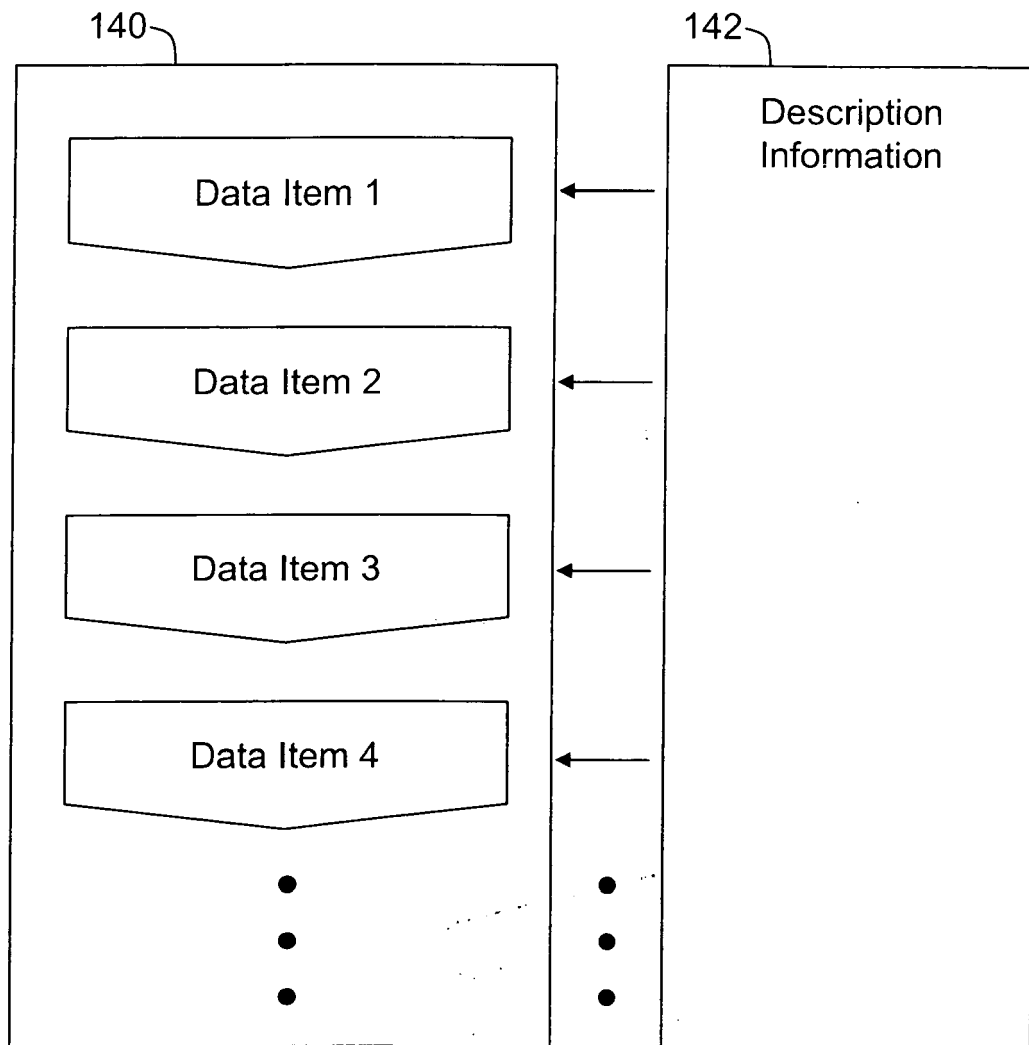 140
142
Description
Information
Data Item 1
Data Item 2
Data Item 3
Data Item 4